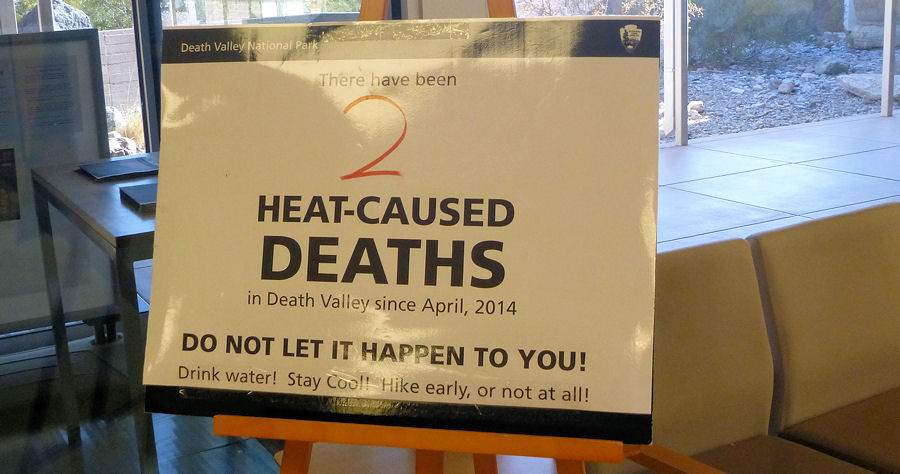 Death Valley National Park
There have been
2
HEAT-CAUSED
DEATHS
in Death Valley since April, 2014
DO NOT LET IT HAPPEN TO YOU!
Drink water! Stay Cool! Hike early, or not at all!